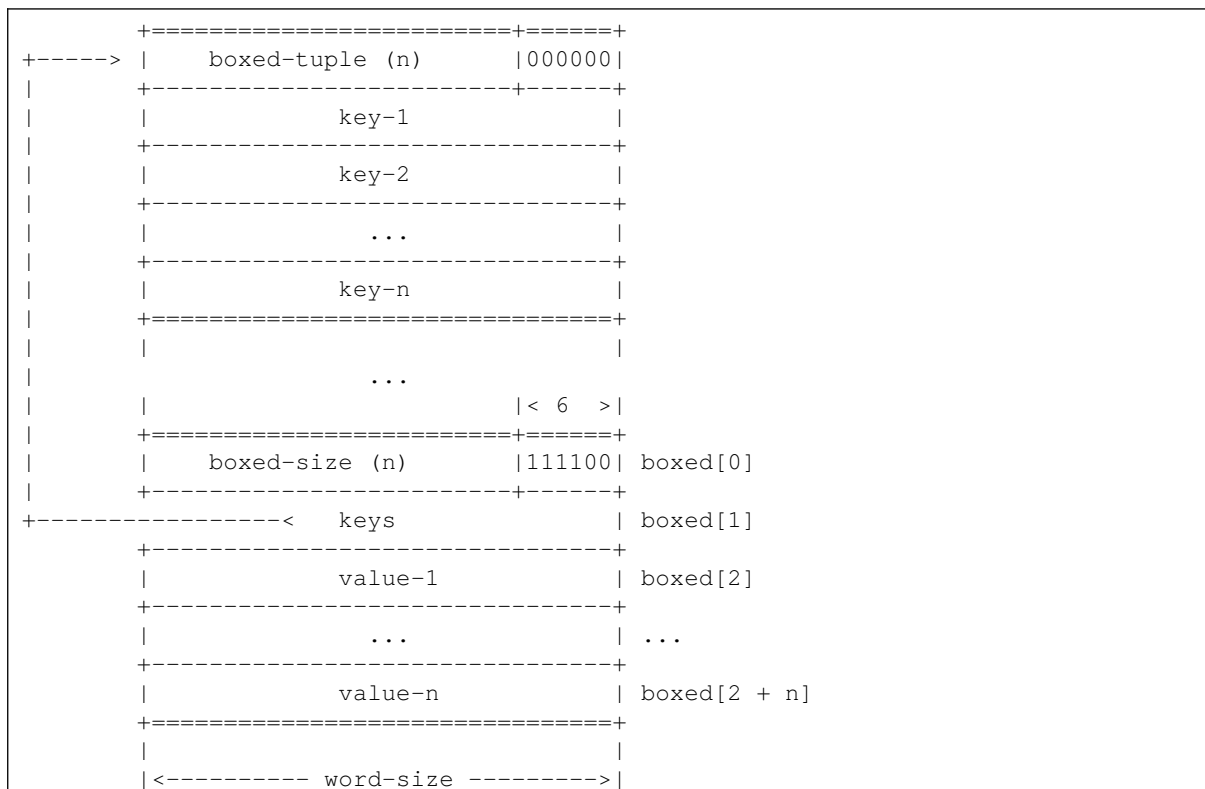 +=========================+======+
+-----> |    boxed-tuple (n)      |000000|
|       +-------------------------+------+
|       |             key-1              |
|       +--------------------------------+
|       |             key-2              |
|       +--------------------------------+
|       |               ...              |
|       +--------------------------------+
|       |             key-n              |
|       +================================+
|       |                                |
|                       ...
|       |                         |< 6  >|
|       +=========================+======+
|       |    boxed-size (n)       |111100| boxed[0]
|       +-------------------------+------+
+-----------------<   keys               | boxed[1]
        +--------------------------------+
        |             value-1            | boxed[2]
        +--------------------------------+
        |               ...              | ...
        +--------------------------------+
        |             value-n            | boxed[2 + n]
        +================================+
        |                                |
        |<---------- word-size --------->|